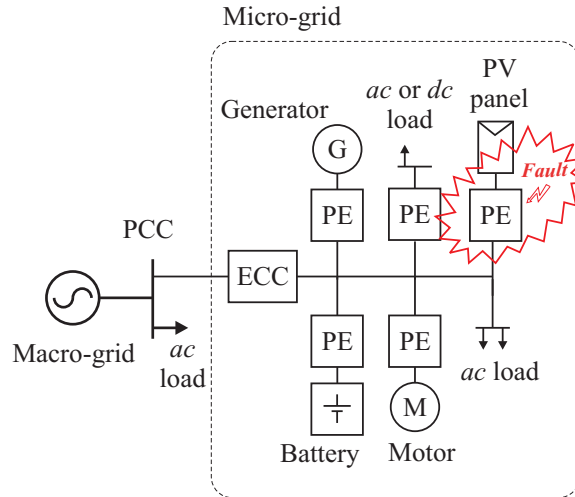 Micro-grid
PV
panel
ac or dc
load
Generator
G
Fault
PE
PE
PE
PCC
ECC
Macro-grid
ac
load
PE
PE
ac load
M
Battery
Motor